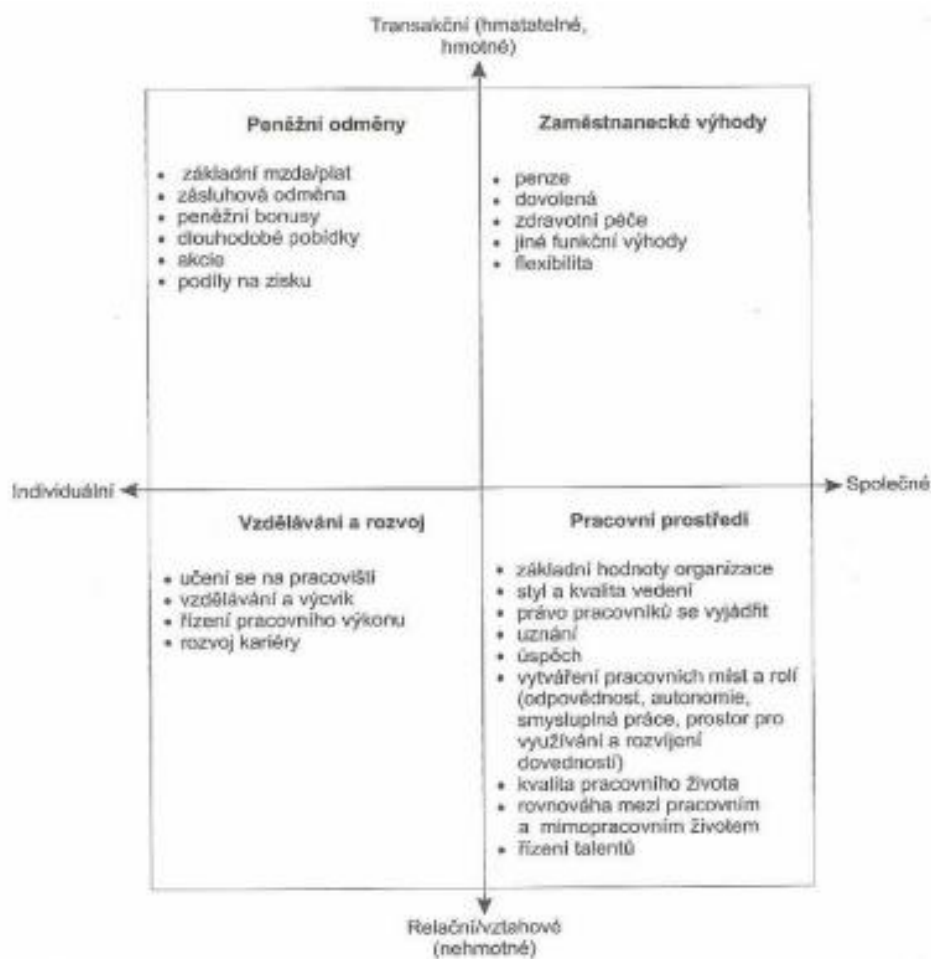 Transakční (hmatatelné,
hmotné)
Peněžní odměny
základní mzda/plat
zásluhová odměna
peněžní bonusy
dlouhodobé pobídky
akcie
podíly na zisku
Zaměstnanecké výhody
penze
dovolená
zdravotní péče
jiné funkční výhody
flexibilita
Individuální
Společné
Vzdělávání a rozvoj
učení se na pracovišti
vzdělávání a výcvik
řízení pracovního výkonu
rozvoj kariéry
Pracovní prostředí
základní hodnoty organizace
styl a kvalita vedení
právo pracovníků se vyjádřit
uznání
úspěch
vytváření pracovních míst a rolí
(odpovědnost, autonomie,
smysluplná práce, prostor pro
využívání a rozvíjení
dovedností)
kvalita pracovního života
rovnováha mezi pracovním
a mimopracovním životem
řízení talentů
Relační/vztahové
(nehmotné)